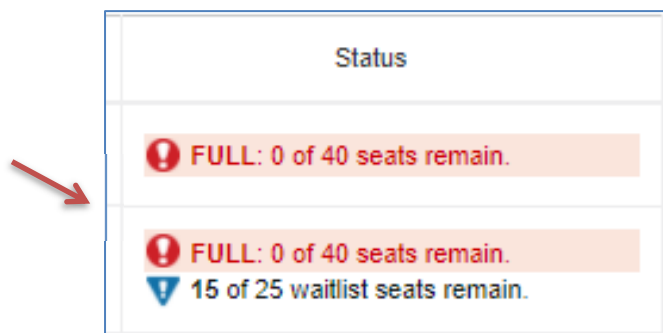 Status
FULL: 0 of 40 seats remain.
FULL: 0 of 40 seats remain.
15 of 25 waitlist seats remain.